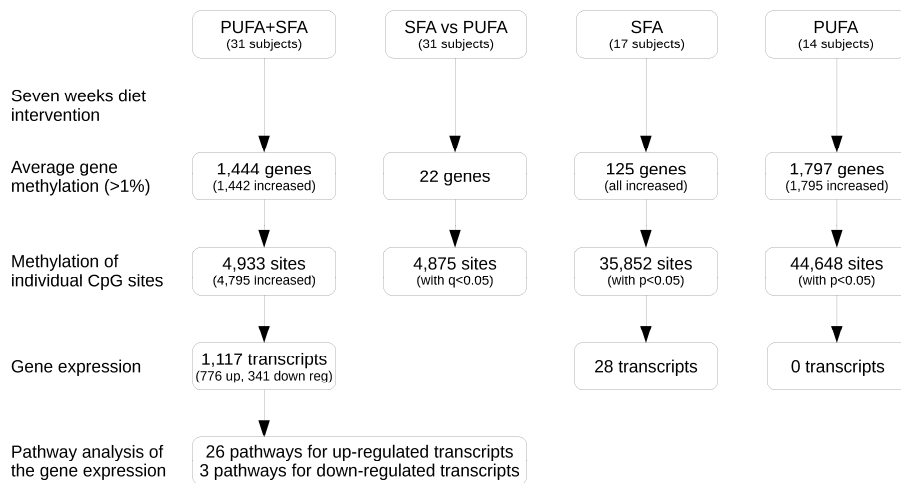 PUFA+SFA
(31 subjects)
SFA vs PUFA
(31 subjects)
SFA
(17 subjects)
PUFA
(14 subjects)
Seven weeks diet
intervention
Average gene
methylation (>1%)
1,444 genes
(1,442 increased)
22 genes
125 genes
(all increased)
1,797 genes
(1,795 increased)
Methylation of
individual CpG sites
4,933 sites
(4,795 increased)
4,875 sites
(with q<0.05)
35,852 sites
(with p<0.05)
44,648 sites
(with p<0.05)
Gene expression
1,117 transcripts
(776 up, 341 down reg)
28 transcripts
0 transcripts
Pathway analysis of
the gene expression
26 pathways for up-regulated transcripts
3 pathways for down-regulated transcripts